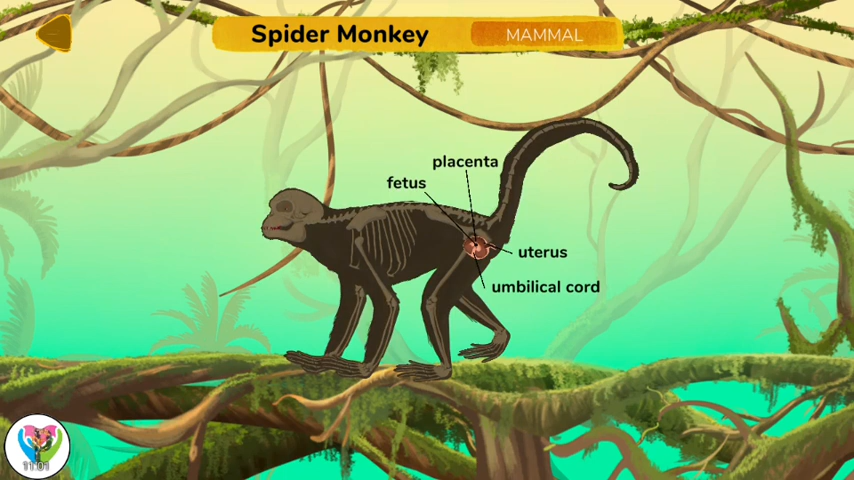 Spider Monkey
MAMMAL
placenta
fetus
uterus
umbilical cord